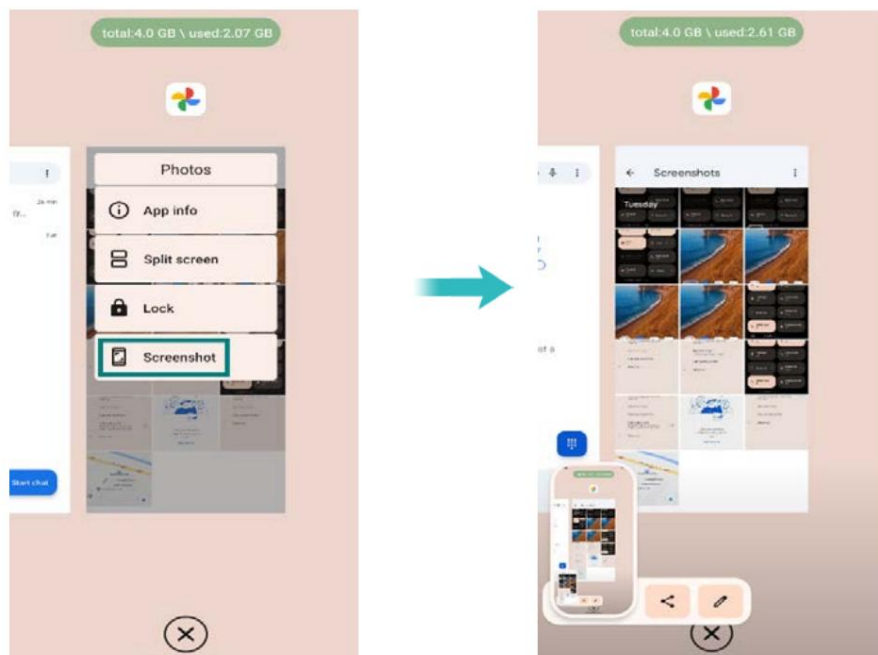 total:4.0 GB \ used:2.07 GB
Photos
App info
Split screen
Lock
Screenshot
Start chat
total:4.0 GB \ used:2.61 GB
Screenshots
Tuesday